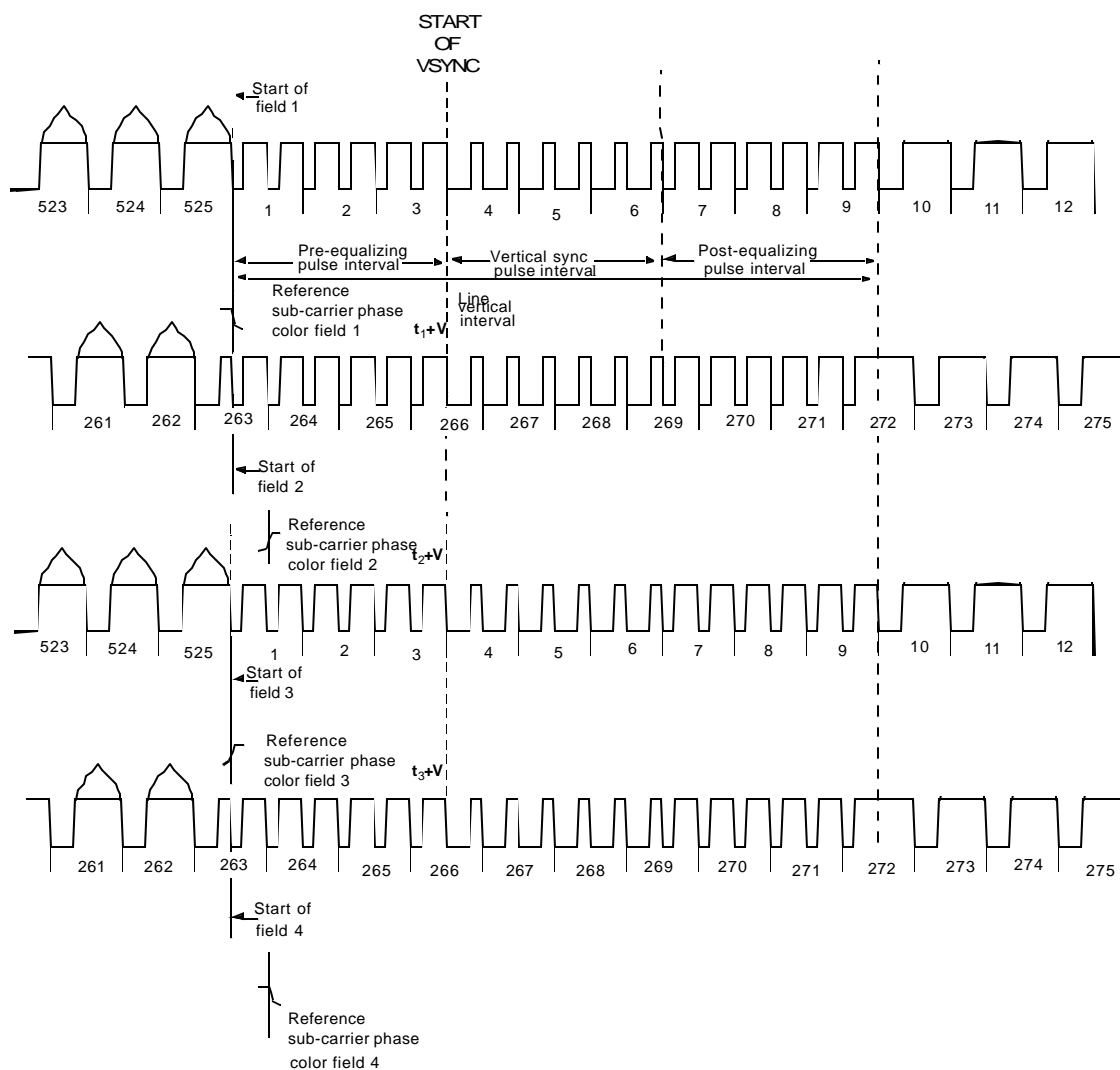 START
OF
VSYNC
Start of
field 1
523 524 525 1 2 3 4 5 6 7 8 9 10 11 12
Pre-equalizing
pulse interval
Vertical sync
pulse interval
Post-equalizing
pulse interval
Reference
sub-carrier phase
color field 1
t1+V
Line
vertical
interval
261 262 263 264 265 266 267 268 269 270 271 272 273 274 275
Start of
field 2
Reference
sub-carrier phase
color field 2
t2+V
523 524 525 1 2 3 4 5 6 7 8 9 10 11 12
Start of
field 3
Reference
sub-carrier phase
color field 3
t3+V
261 262 263 264 265 266 267 268 269 270 271 272 273 274 275
Start of
field 4
Reference
sub-carrier phase
color field 4